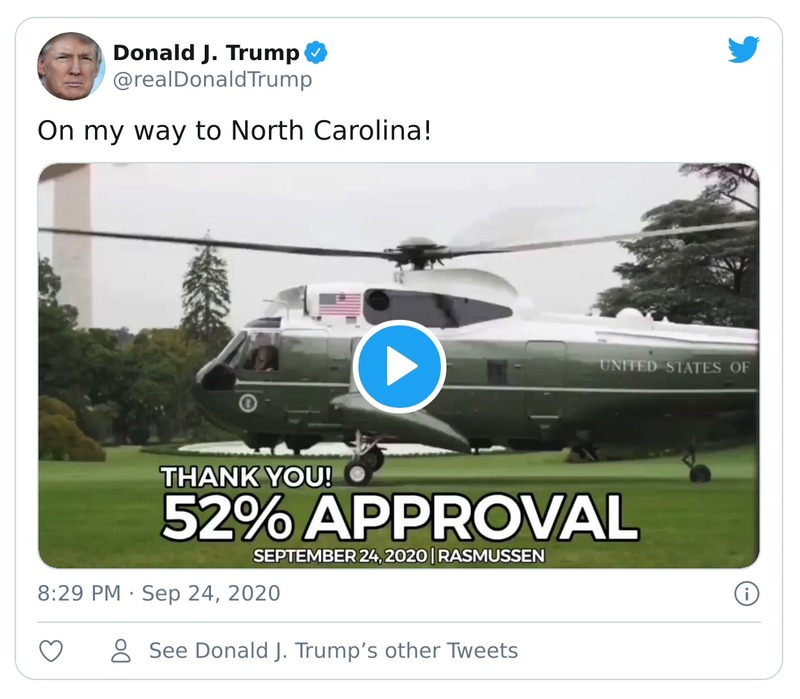 Donald J. Trump
@realDonaldTrump
On my way to North Carolina!
UNITED STATES OF
THANK YOU!
52% APPROVAL
SEPTEMBER 24, 2020 | RASMUSSEN
8:29 PM · Sep 24, 2020
See Donald J. Trump’s other Tweets